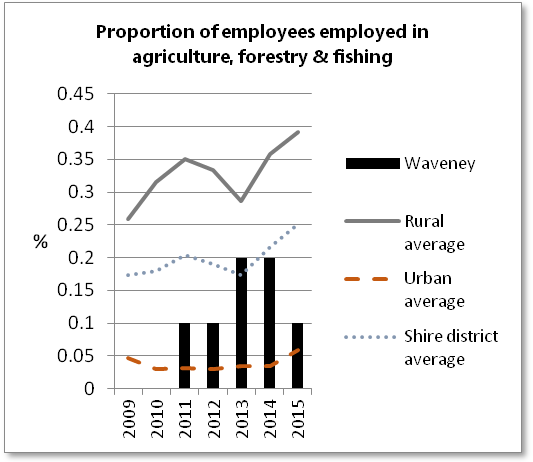 Proportion of employees employed in
agriculture, forestry & fishing
0.45
0.4
0.35
0.3
0.25
0.2
0.15
0.1
0.05
0
%
2009
2010
2011
2012
2013
2014
2015
Waveney
Rural
average
Urban
average
Shire district
average